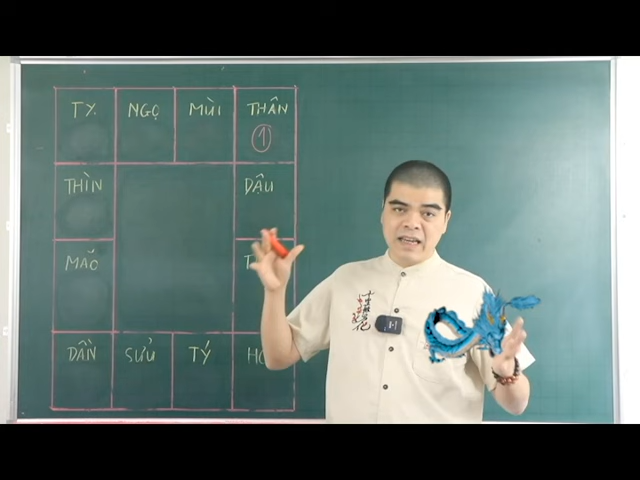 TỴ NGỌ MÙI THÂN
1
THÌN DẬU
MÃO
DẦN SỬU TÝ